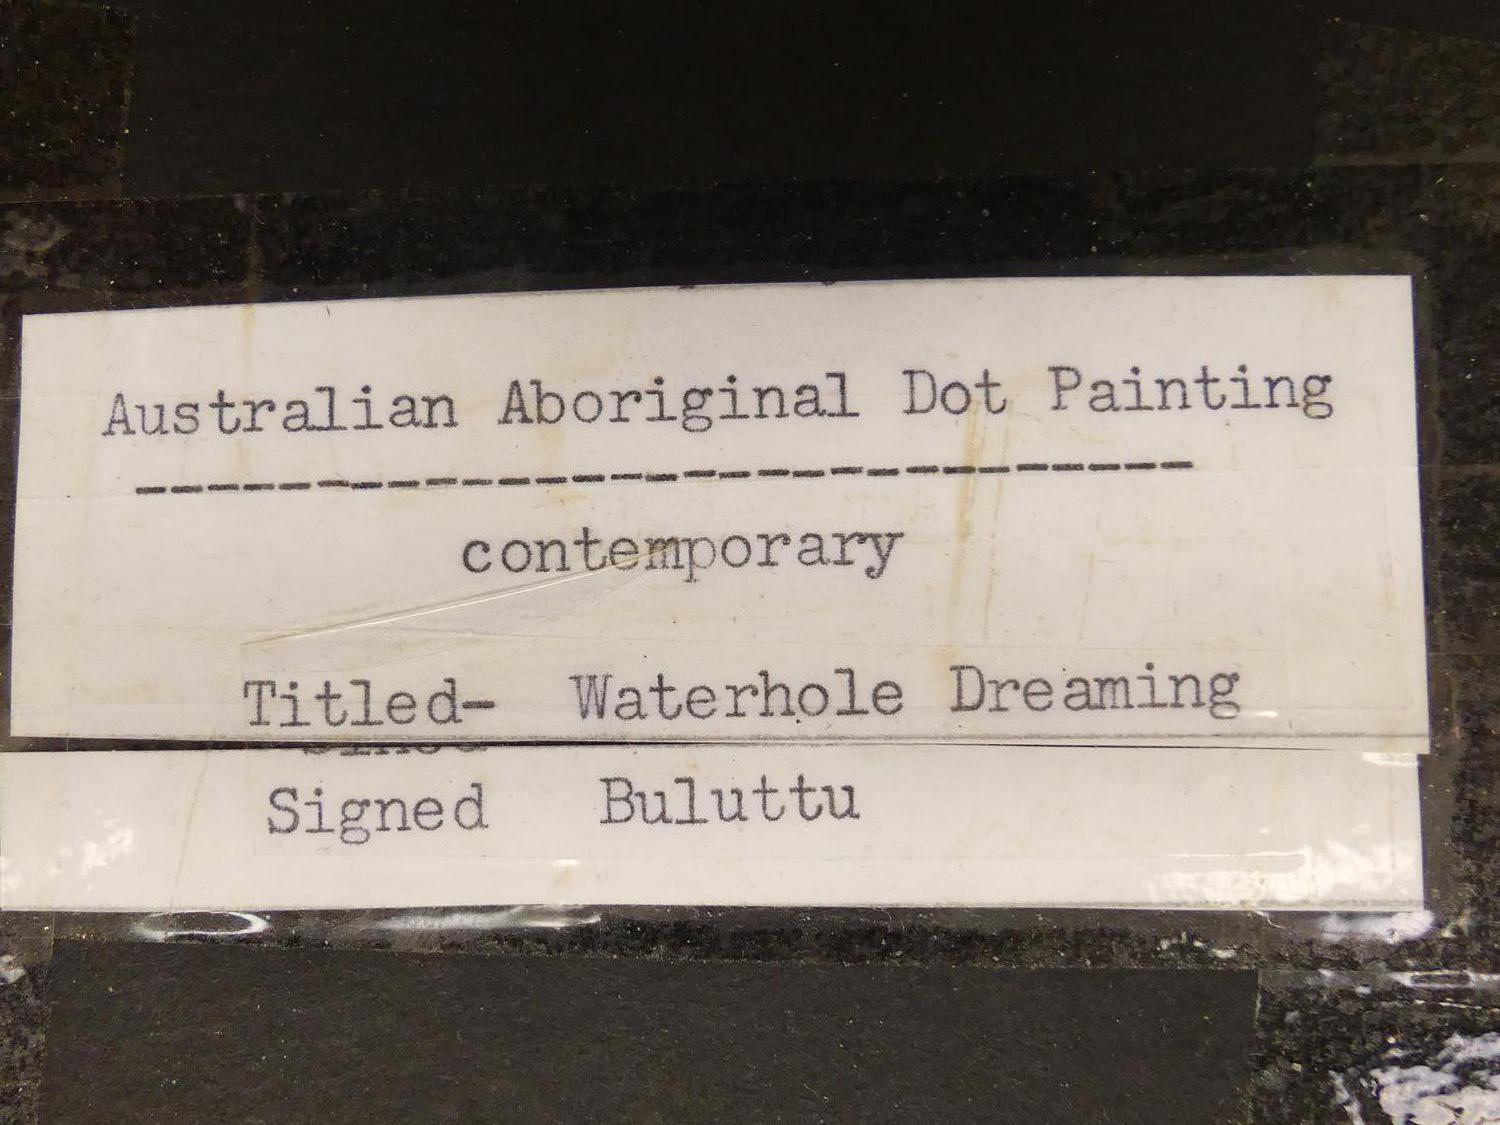 Australian Aboriginal Dot Painting
------------------------------
contemporary
Titled- Waterhole Dreaming
Signed Buluttu